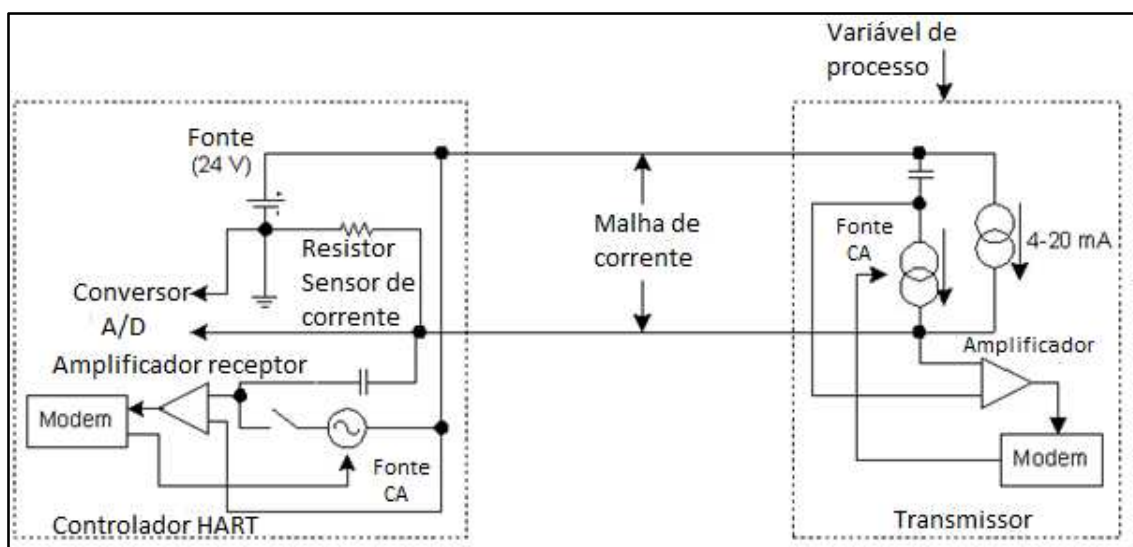 Variável de
processo
Fonte
(24 V)
Resistor
Sensor de
corrente
Conversor
A/D
Amplificador receptor
Modem
Fonte
CA
Controlador HART
Malha de
corrente
Fonte
CA
4-20 mA
Amplificador
Modem
Transmissor